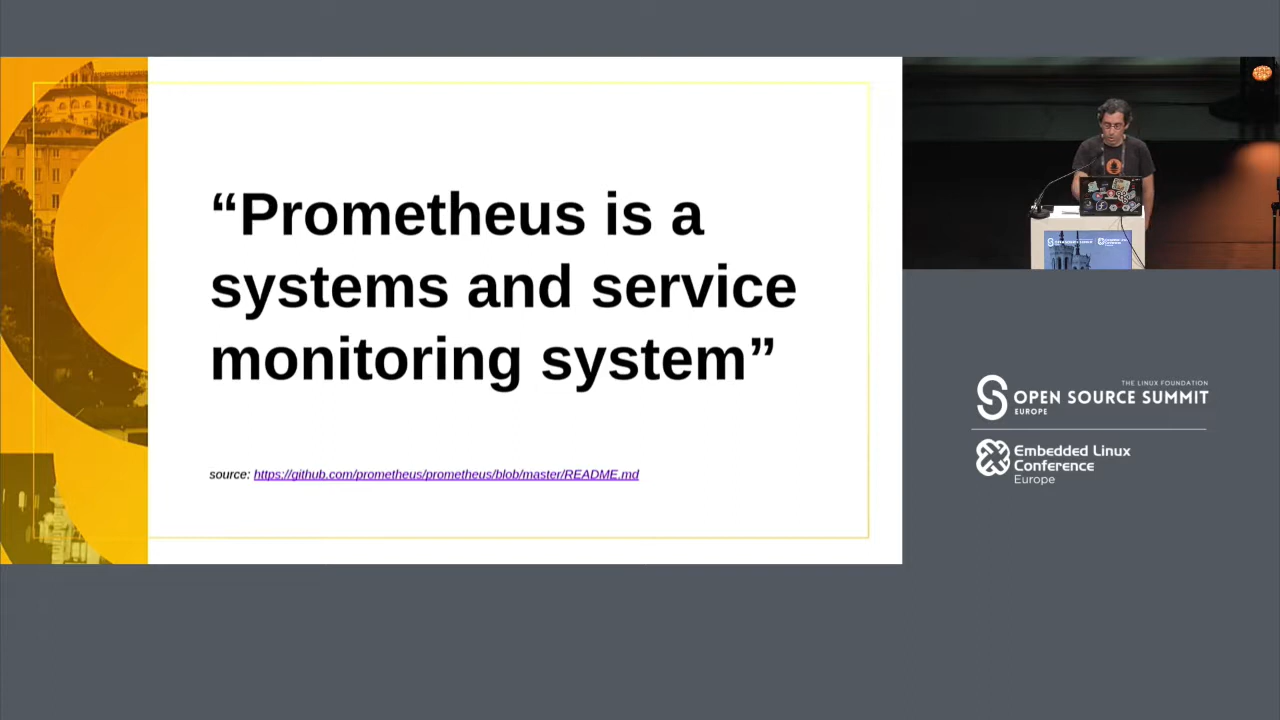 “Prometheus is a
systems and service
monitoring system”
source: https://github.com/prometheus/prometheus/blob/master/README.md
THE LINUX FOUNDATION
OPEN SOURCE SUMMIT
EUROPE
Embedded Linux
Conference
Europe